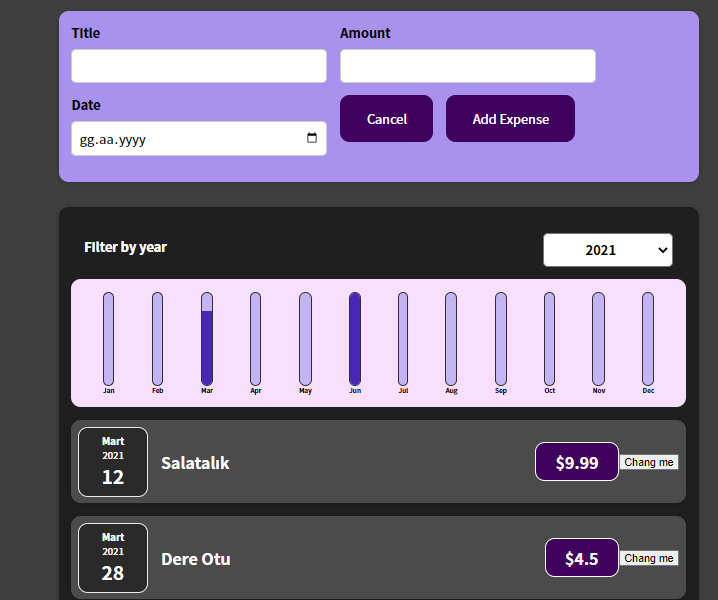 Title
Amount
Date
gg.aa.yyyy
Cancel
Add Expense
Filter by year
2021
Jan
Feb
Mar
Apr
May
Jun
Jul
Aug
Sep
Oct
Nov
Dec
Mart
2021
12
Salatalık
$9.99
Chang me
Mart
2021
28
Dere Otu
$4.5
Chang me